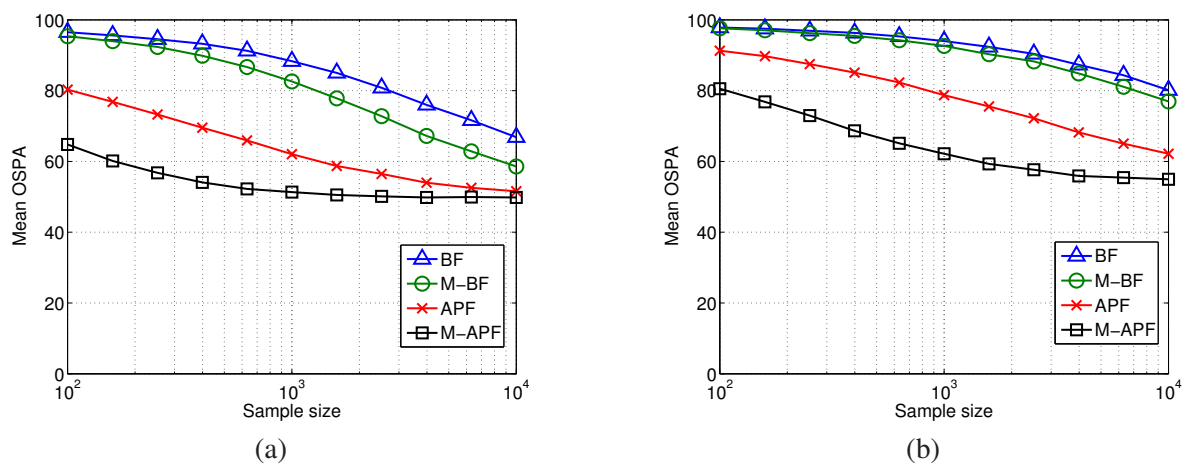 100
80
60
40
20
0
Mean OSPA
BF
M−BF
APF
M−APF
10^2
10^3
10^4
Sample size
(a)
100
80
60
40
20
0
Mean OSPA
BF
M−BF
APF
M−APF
10^2
10^3
10^4
Sample size
(b)